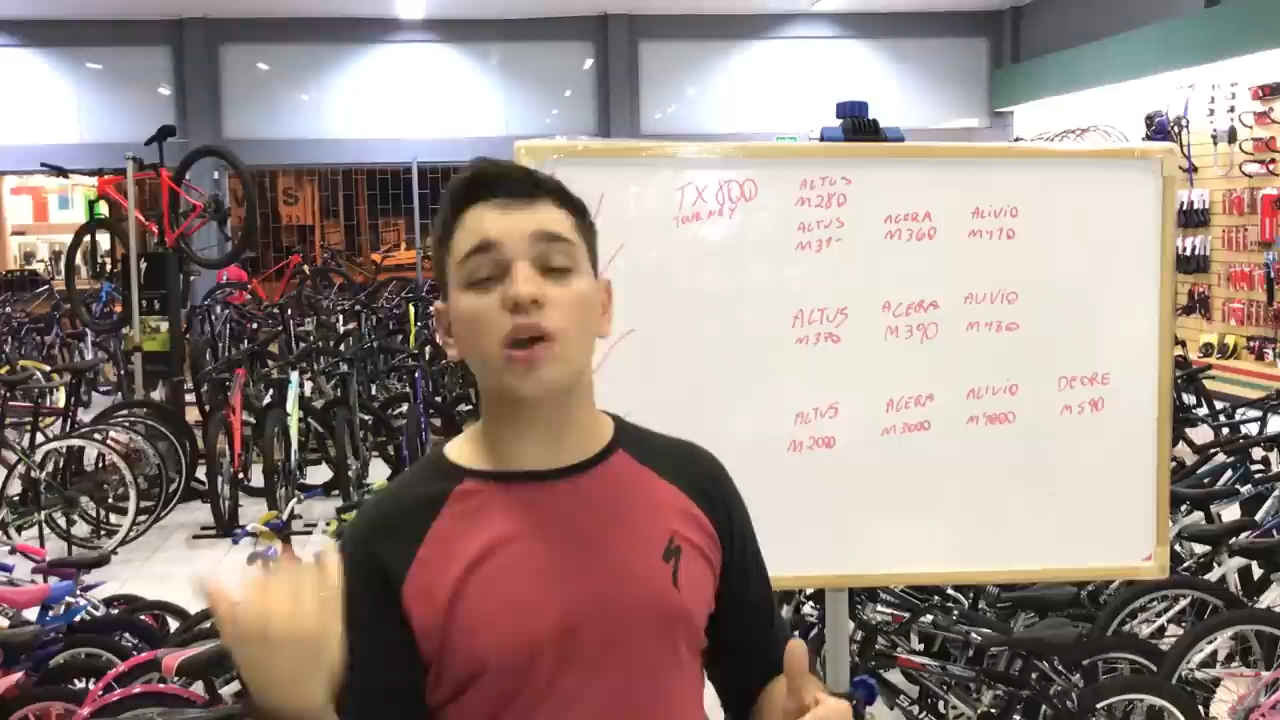 TX 800
TOURNEY
ALTUS
M280
ALTUS ACERA ALIVIO
M360 M410
ALTUS ACERA ALIVIO
M370 M390 M430
ALTUS ACERA ALIVIO DEORE
M2000 M3000 M4000 M590
S